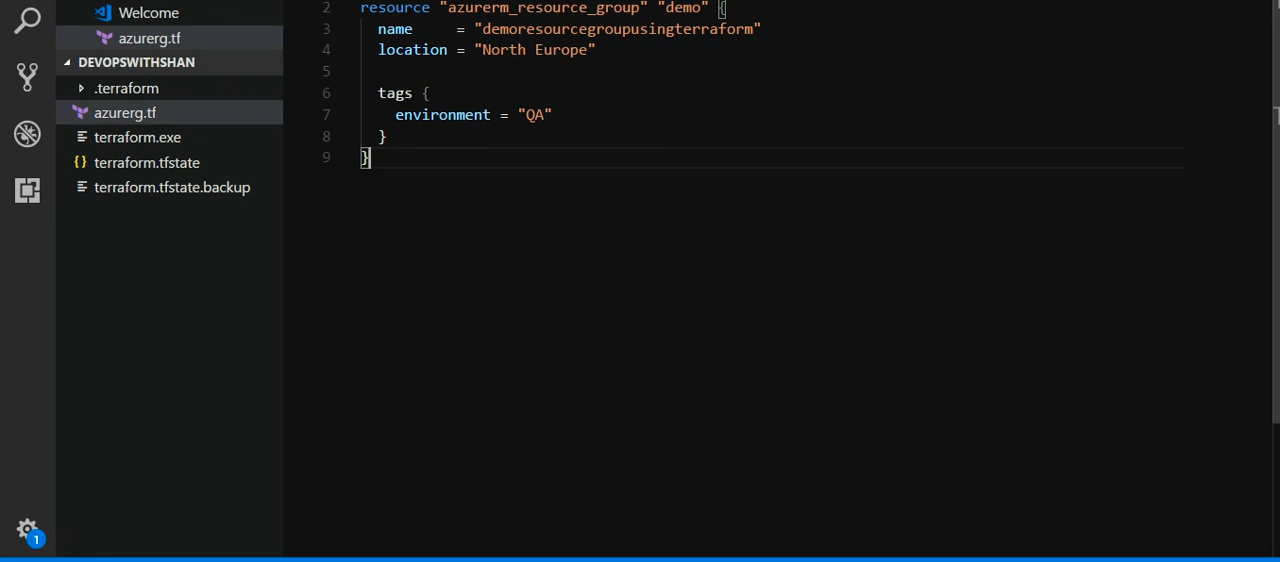 Welcome
azurerg.tf
DEVOPSWITHSHAN
.terraform
azurerg.tf
terraform.exe
{} terraform.tfstate
terraform.tfstate.backup
1
2 resource "azurerm_resource_group" "demo" {
3 name = "demoresourcegroupusingterraform"
4 location = "North Europe"
5
6 tags {
7 environment = "QA"
8 }
9 }